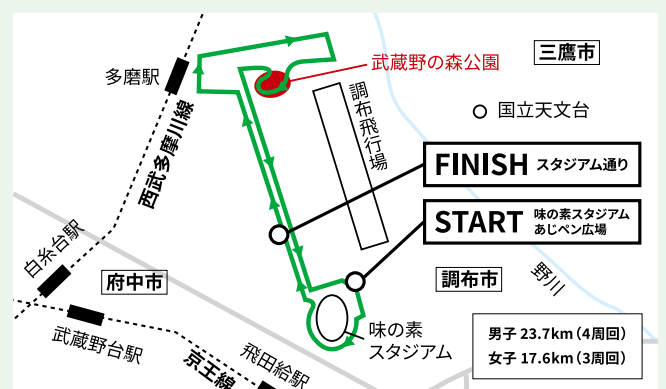 多磨駅
西武多摩川線
武蔵野の森公園
三鷹市
国立天文台
調布飛行場
FINISH スタジアム通り
START 味の素スタジアム
あじペン広場
白糸台駅
府中市
調布市
野川
武蔵野台駅
京王線
飛田給駅
味の素
スタジアム
男子 23.7km(4周回)
女子 17.6km(3周回)